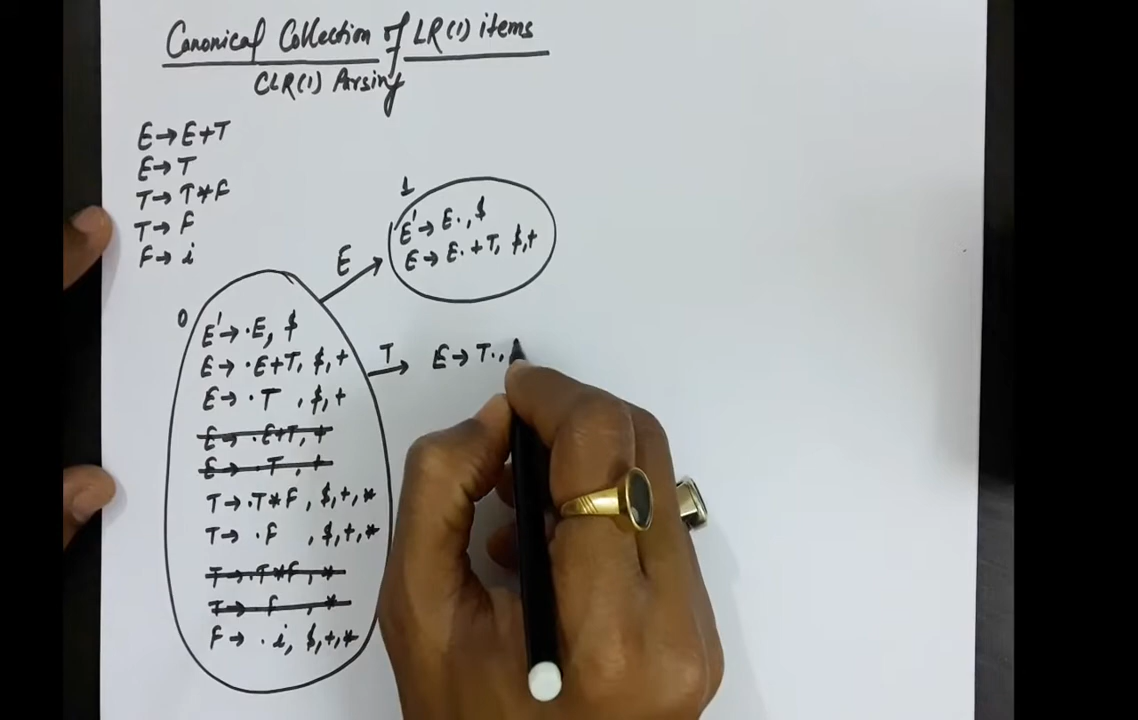 Canonical Collection of LR(1) items
CLR(1) Parsing
E→E+T
E→T
T→T*F
T→F
F→i
1
E'→E·,$
E→E·+T, $,+
E
0
E'→·E, $
E→·E+T, $,+
E→·T ,$,+
E→·E+T, +
E→·T, +
T→·T*F, $,+,*
T→·F ,$,+,*
T→·T*F, *
T→·F , *
F→·i, $,+,*
T
E→T·,